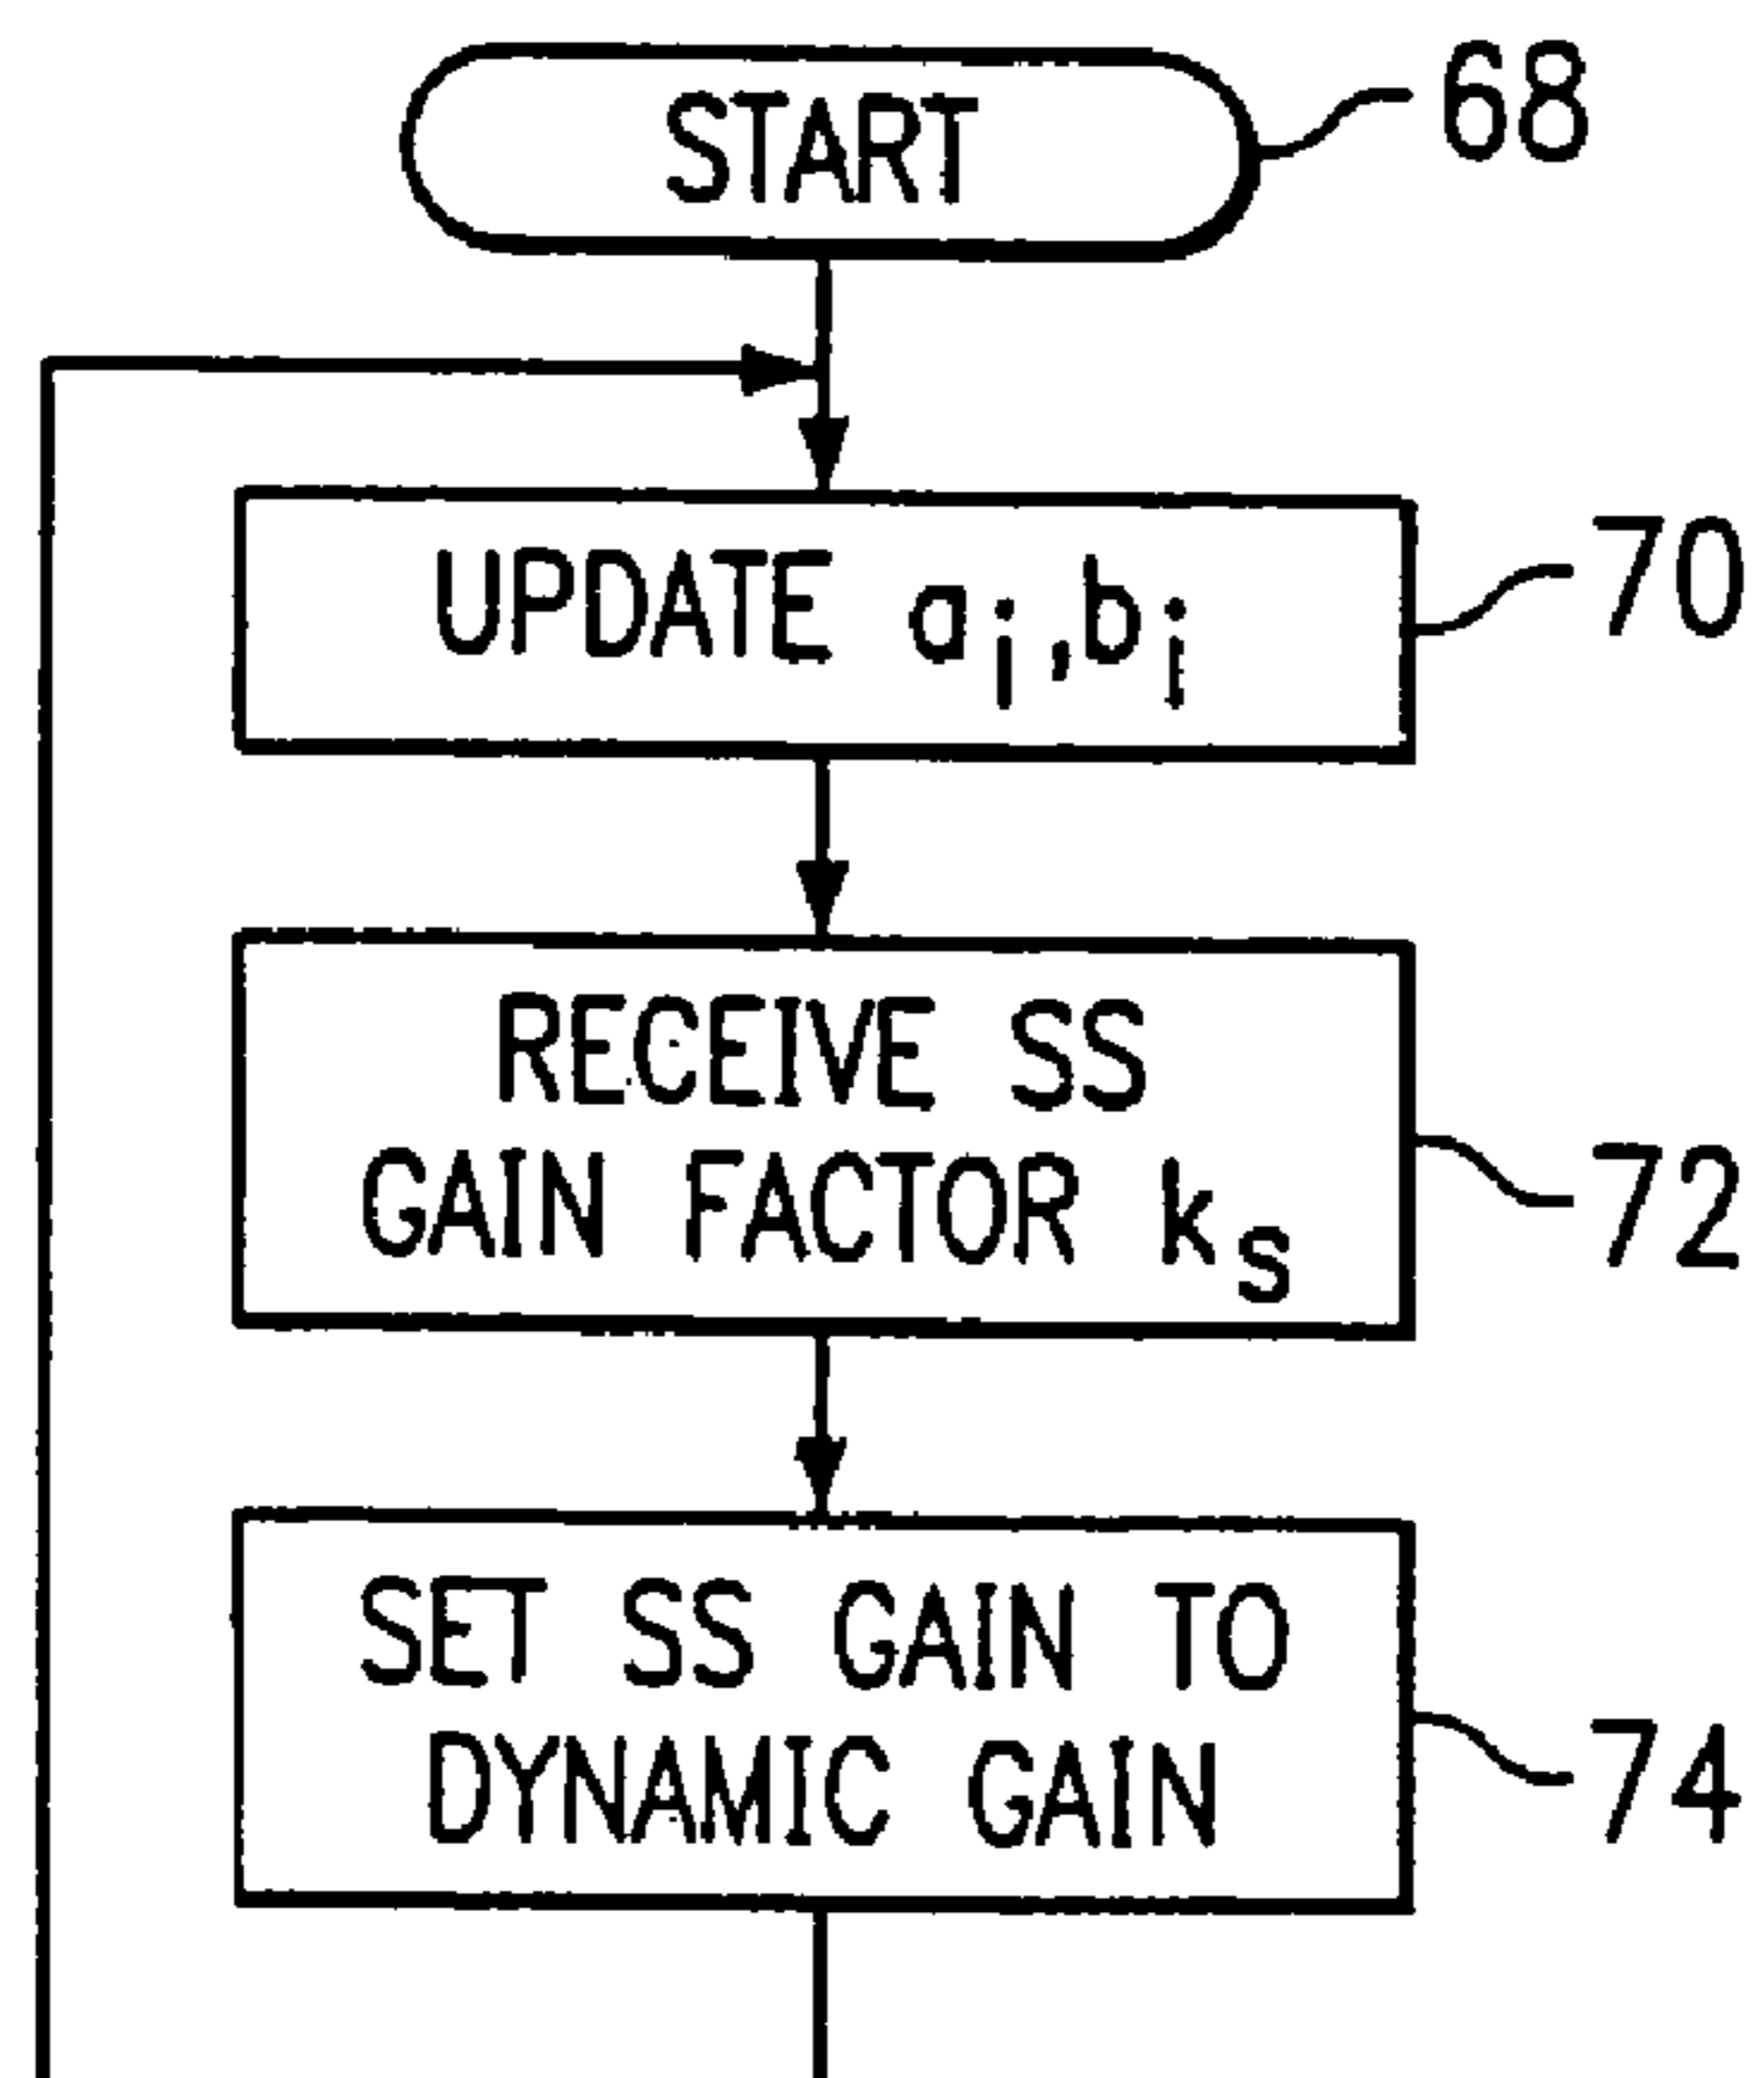 START
68
UPDATE aᵢ,bᵢ
70
RECEIVE SS
GAIN FACTOR kₛ
72
SET SS GAIN TO
DYNAMIC GAIN
74